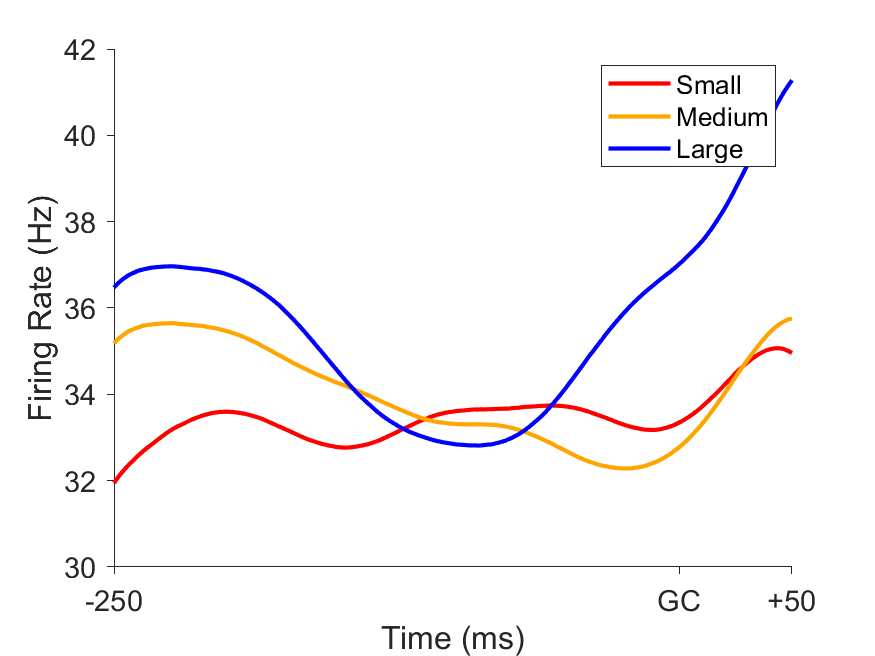 42
40
38
36
34
32
30
Firing Rate (Hz)
Small
Medium
Large
-250
GC
+50
Time (ms)